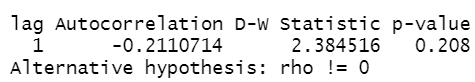 lag Autocorrelation D-W Statistic p-value
1 -0.2110714 2.384516 0.208
Alternative hypothesis: rho != 0